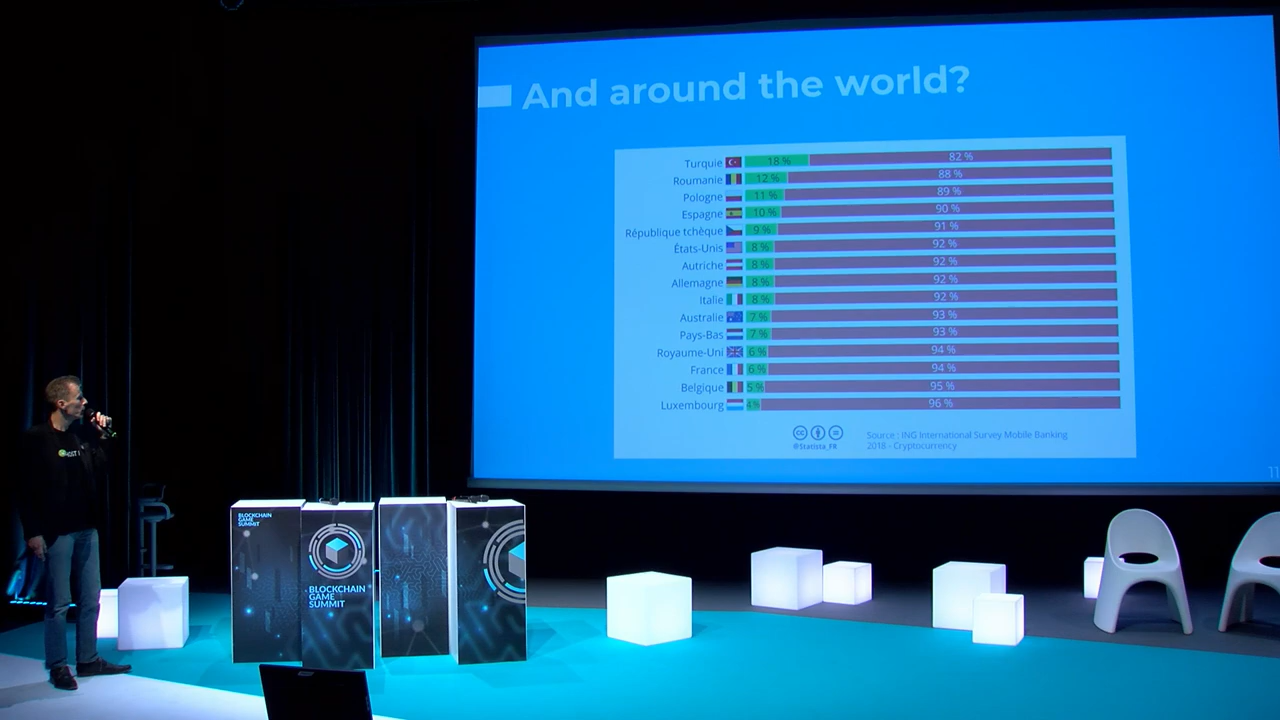 And around the world?
Turquie 18 % 82 %
Roumanie 12 % 88 %
Pologne 11 % 89 %
Espagne 10 % 90 %
République tchèque 9 % 91 %
États-Unis 8 % 92 %
Autriche 8 % 92 %
Allemagne 8 % 92 %
Italie 8 % 92 %
Australie 7 % 93 %
Pays-Bas 7 % 93 %
Royaume-Uni 6 % 94 %
France 6 % 94 %
Belgique 5 % 95 %
Luxembourg 4% 96 %
@Statista_FR
Source : ING International Survey Mobile Banking
2018 - Cryptocurrency
11
BLOCKCHAIN
GAME
SUMMIT
BLOCKCHAIN
GAME
SUMMIT